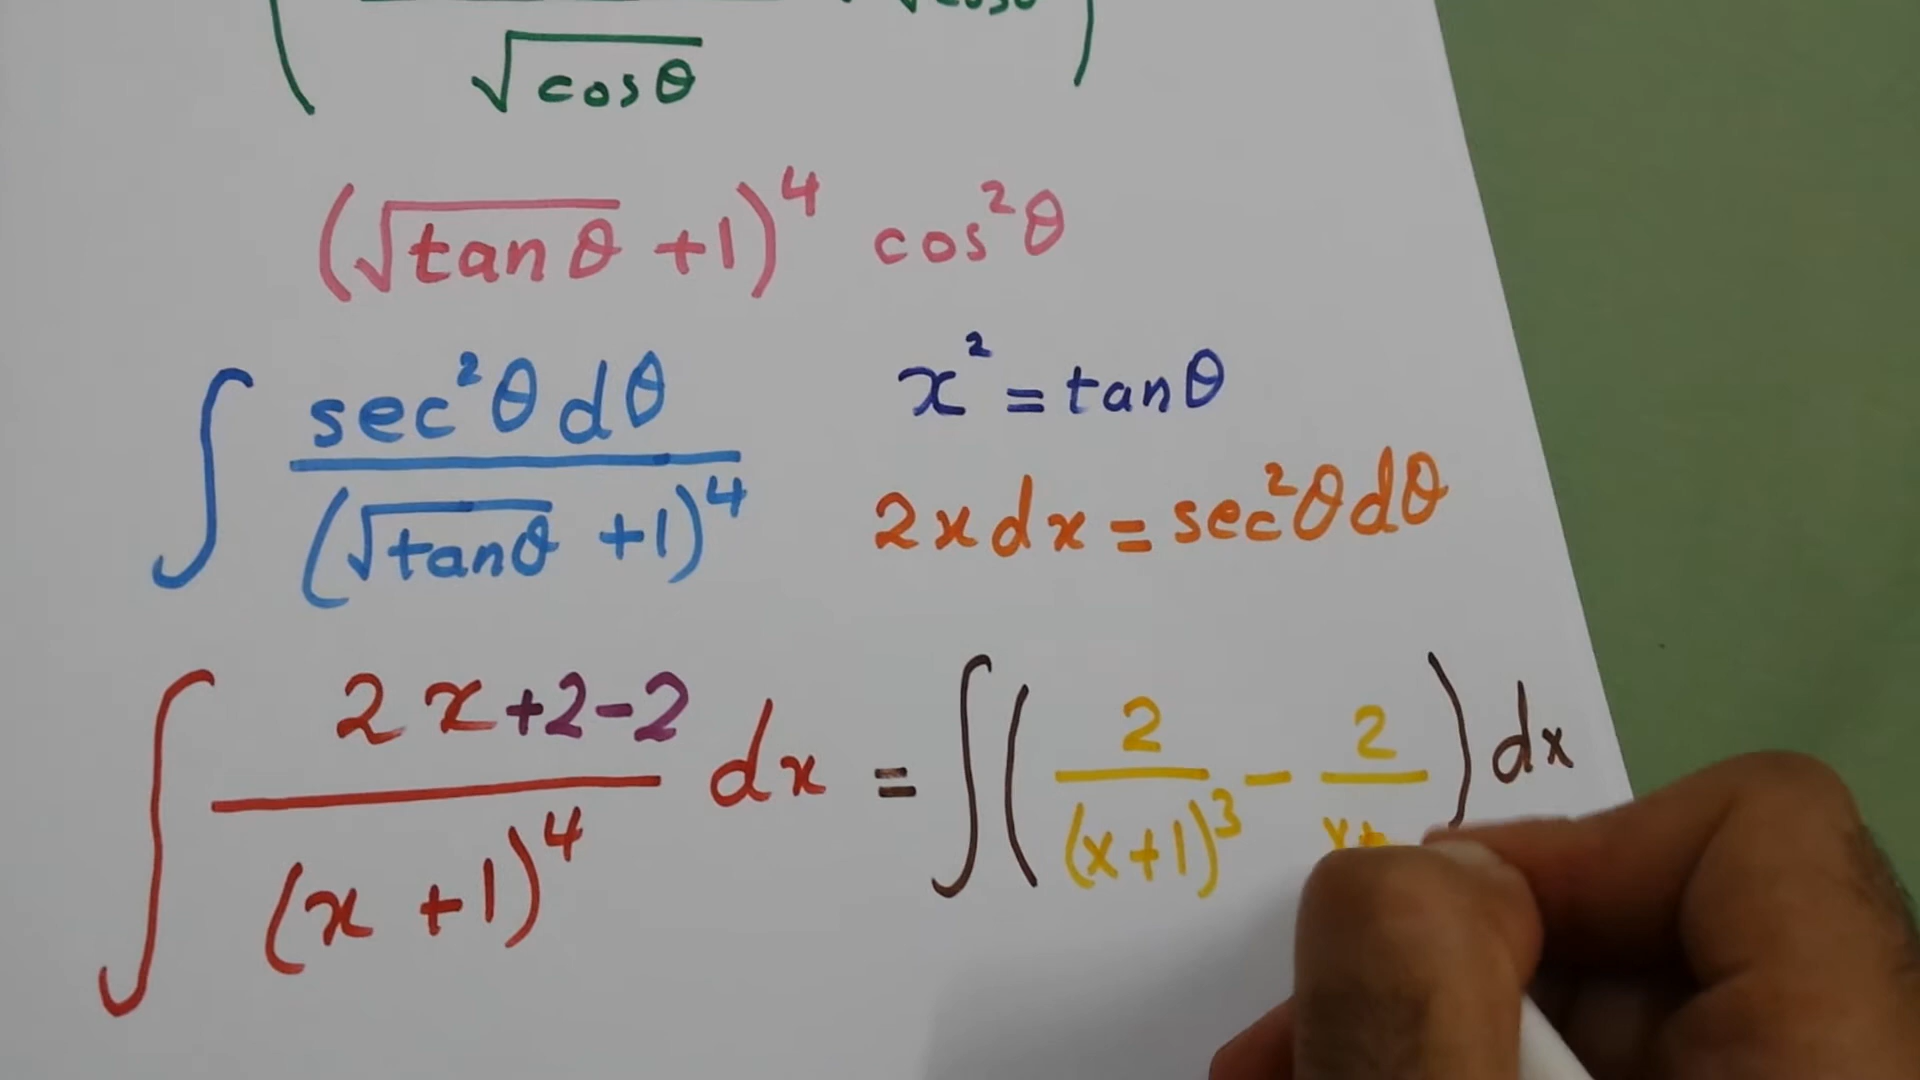 √cosθ
(√tanθ +1)⁴ cos²θ
∫ sec²θ dθ / (√tanθ +1)⁴
x² = tanθ
2x dx = sec²θ dθ
∫ 2x+2-2 / (x +1)⁴ dx = ∫( 2 / (x+1)³ - 2 / x+ ) dx